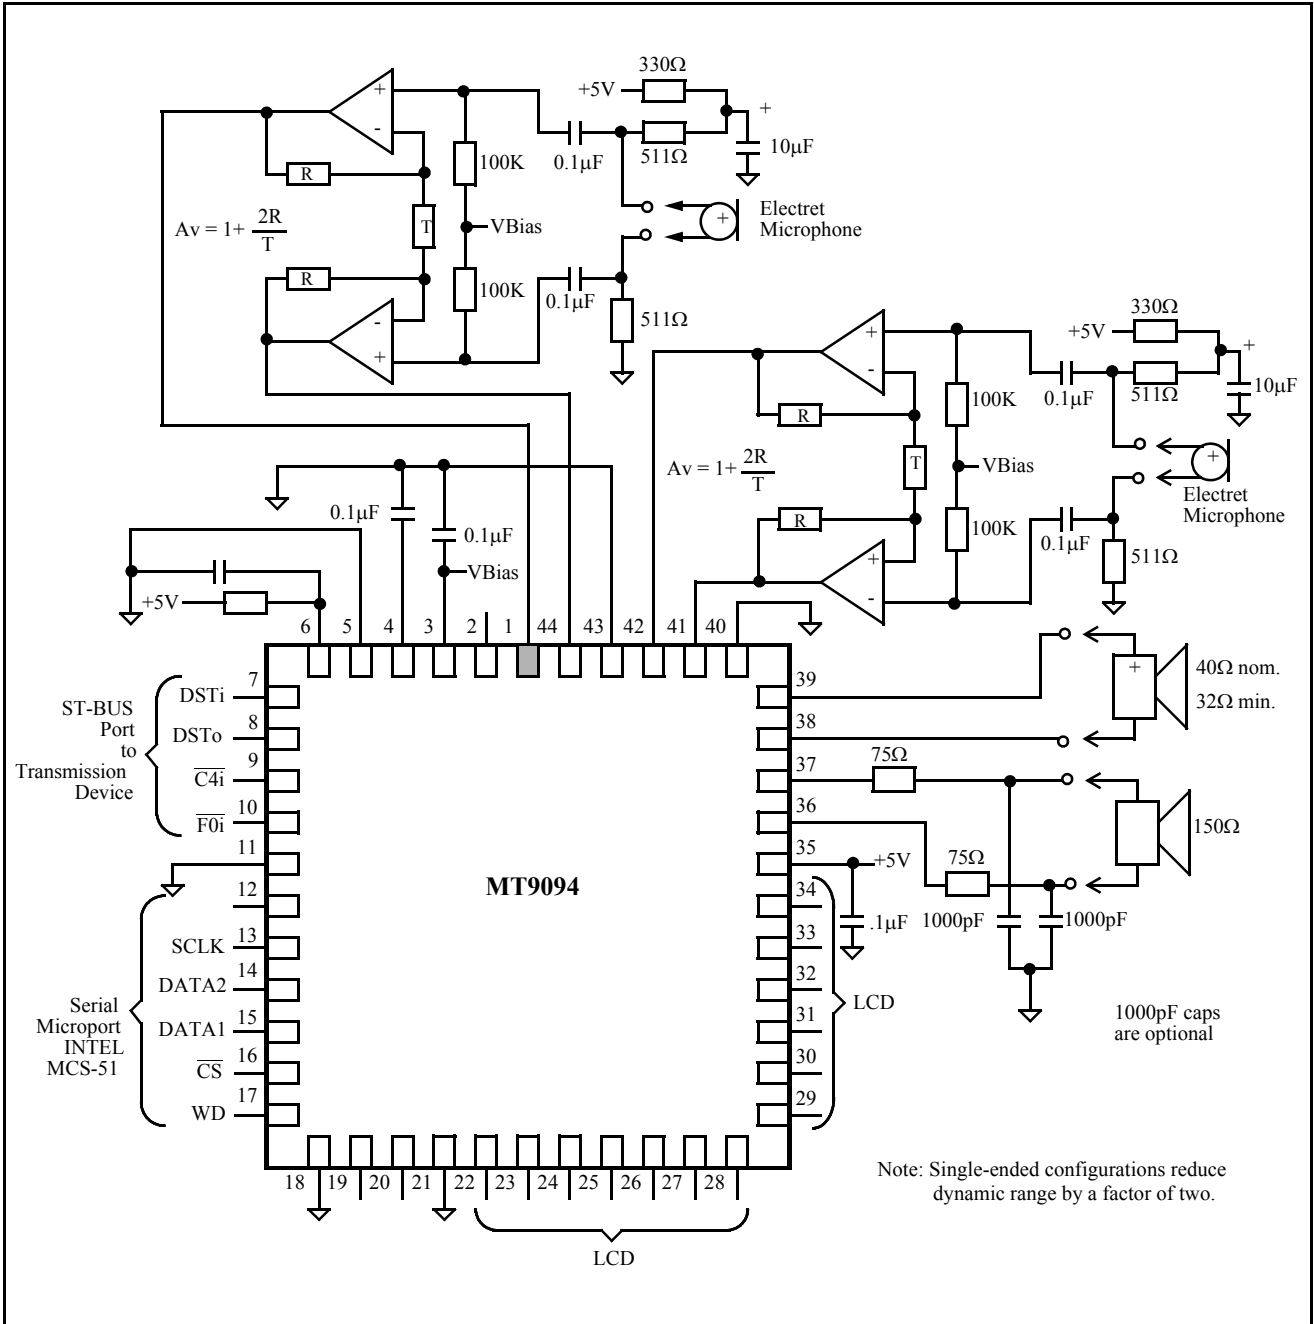 330Ω
+5V
+
10μF
511Ω
0.1μF
+
-
100K
R
T
VBias
Av = 1+ 2R/T
R
100K
0.1μF
-
+
511Ω
+
Electret
Microphone
330Ω
+5V
+
10μF
511Ω
0.1μF
+
-
100K
R
T
VBias
Av = 1+ 2R/T
R
100K
0.1μF
+
-
511Ω
+
Electret
Microphone
0.1μF
0.1μF
VBias
+5V
6 5 4 3 2 1 44 43 42 41 40
ST-BUS
Port
to
Transmission
Device
7
DSTi
8
DSTo
9
C4i
10
F0i
11
12
13
SCLK
14
DATA2
15
DATA1
16
CS
17
WD
Serial
Microport
INTEL
MCS-51
MT9094
39
38
37
36
35
34
33
32
31
30
29
+
40Ω nom.
32Ω min.
75Ω
150Ω
+5V
75Ω
.1μF
1000pF
1000pF
LCD
1000pF caps
are optional
18 19 20 21 22 23 24 25 26 27 28
LCD
Note: Single-ended configurations reduce
dynamic range by a factor of two.